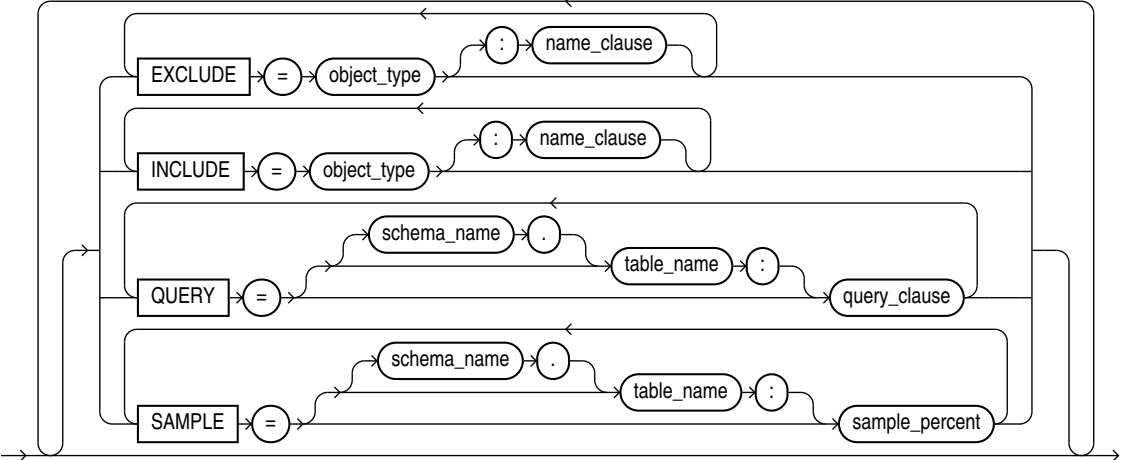 : name_clause
EXCLUDE = object_type
: name_clause
INCLUDE = object_type
schema_name .
table_name :
QUERY = query_clause
schema_name .
table_name :
SAMPLE = sample_percent